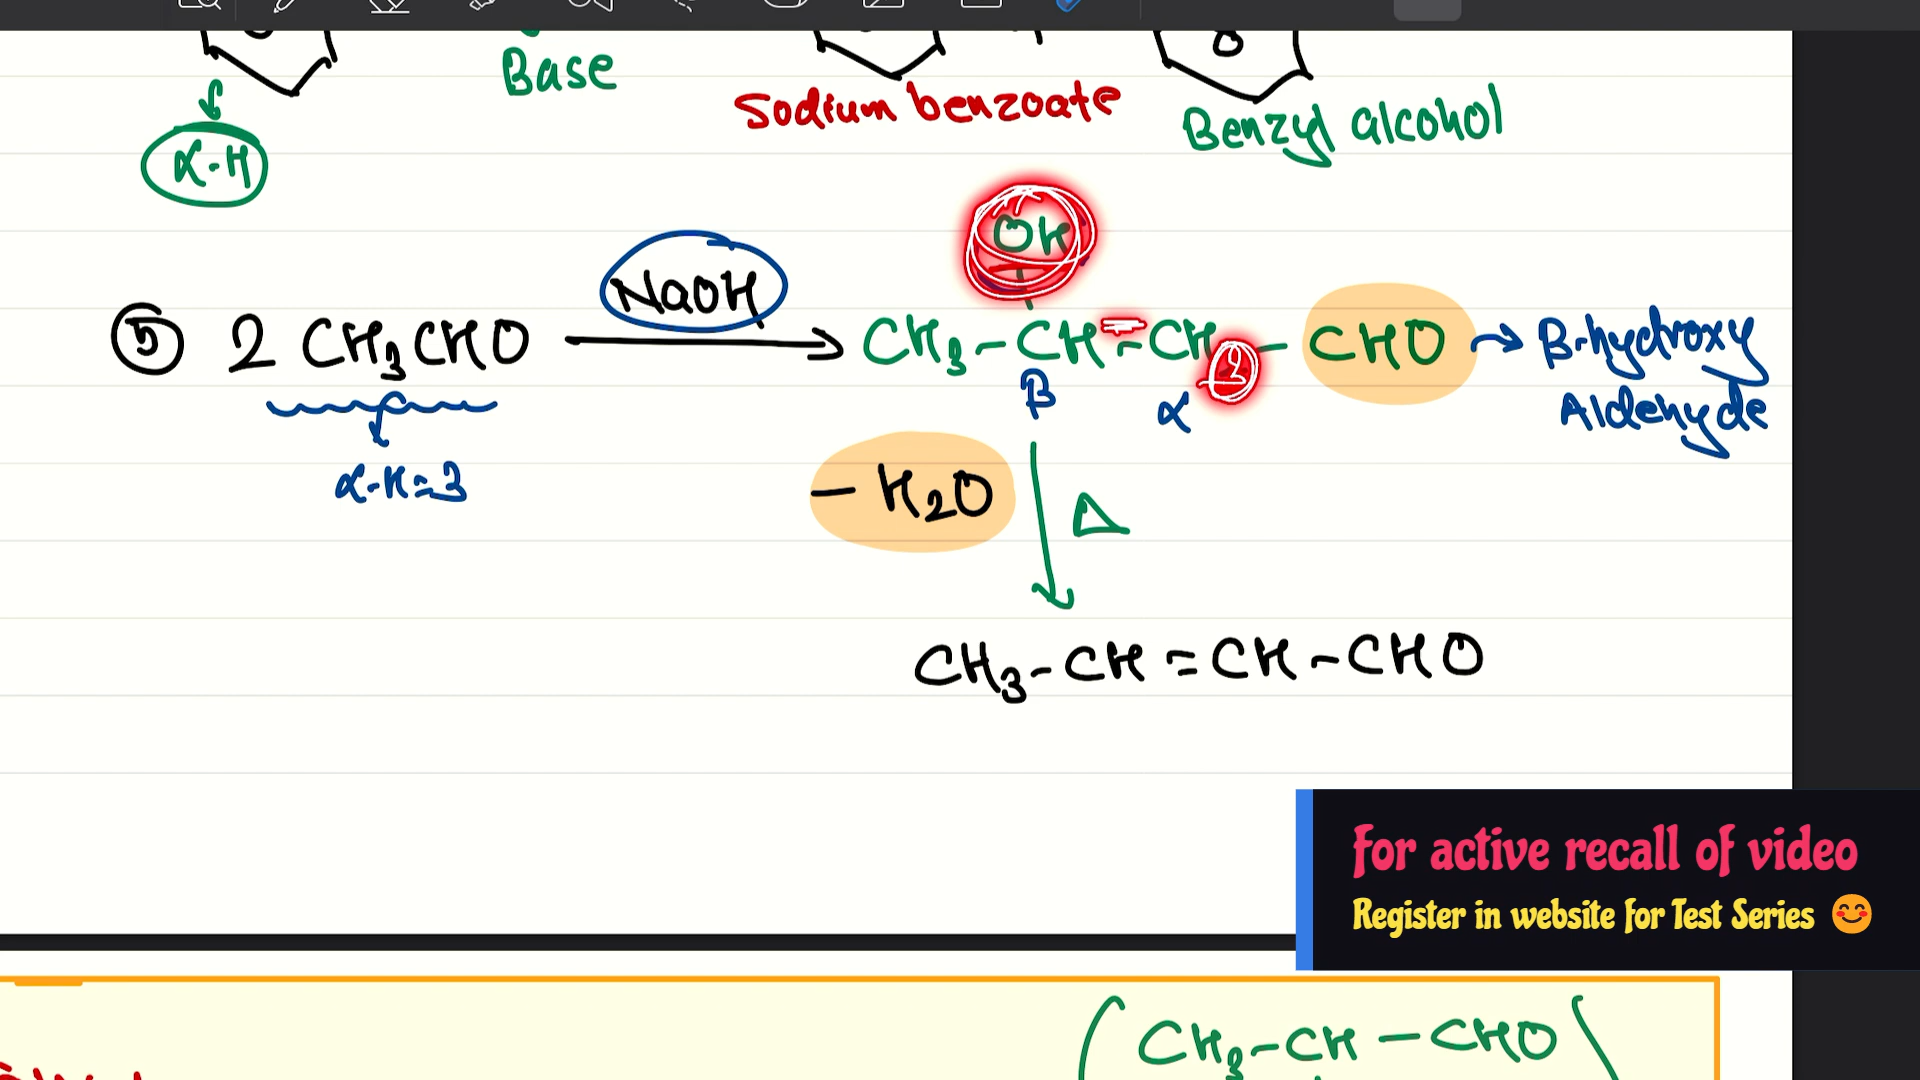 Base
Sodium benzoate
Benzyl alcohol
α-H
OH
⑤ 2 CH₃CHO
NaOH
CH₃-CH-CH₂-CHO
β-hydroxy
Aldehyde
β
α
α-H=3
- H₂O
Δ
CH₃-CH=CH-CHO
For active recall of video
Register in website for Test Series 😊
CH₃-CH-CHO